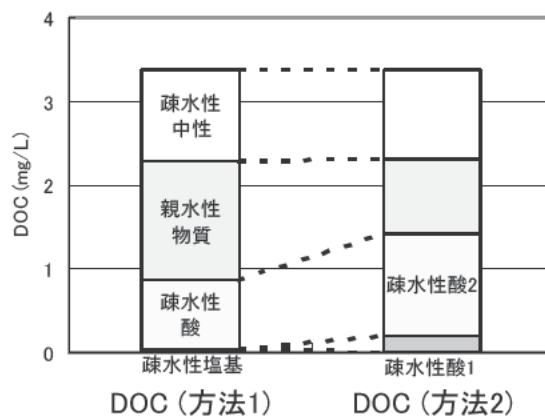 4
3
2
1
0
DOC (mg/L)
疎水性
中性
親水性
物質
疎水性
酸
疎水性塩基
疎水性酸2
疎水性酸1
DOC (方法1)
DOC (方法2)